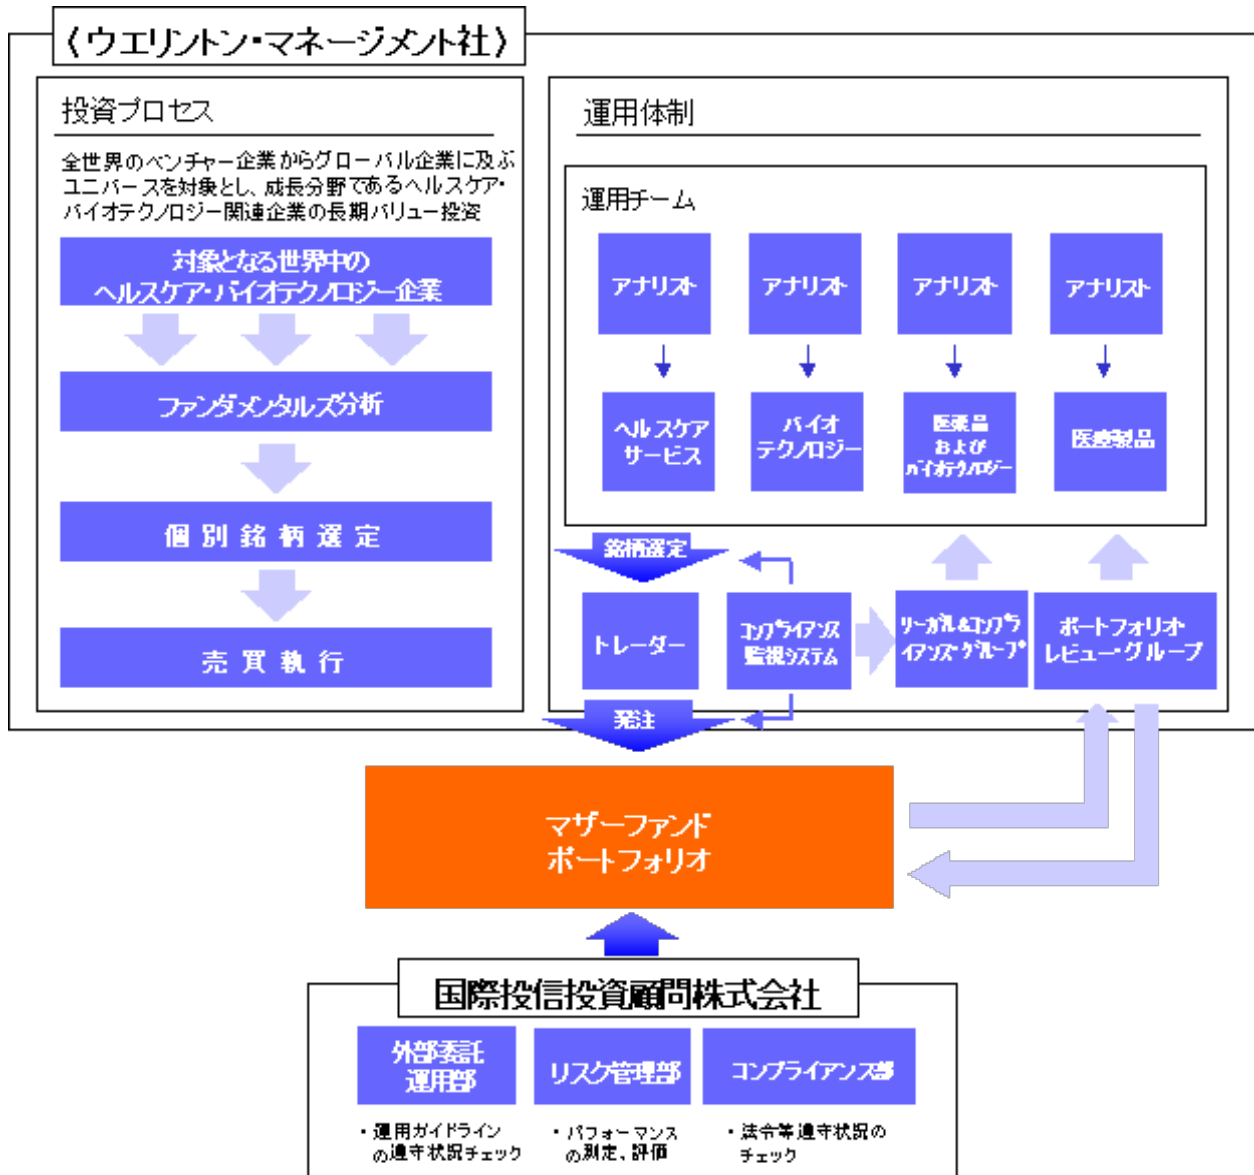 〈ウエリントン・マネージメント社〉
投資プロセス
全世界のベンチャー企業からグローバル企業に及ぶ
ユニバースを対象とし、成長分野であるヘルスケア・
バイオテクノロジー関連企業の長期バリュー投資
対象となる世界中の
ヘルスケア・バイオテクノロジー企業
ファンダメンタルズ分析
個別銘柄選定
売買執行
運用体制
運用チーム
アナリスト
アナリスト
アナリスト
アナリスト
ヘルスケア
サービス
バイオ
テクノロジー
医薬品
および
バイオテクノロジー
医療製品
銘柄選定
トレーダー
コンプライアンス
監視システム
リーガル&コンプラ
イアンス・グループ
ポートフォリオ
レビュー・グループ
発注
マザーファンド
ポートフォリオ
国際投信投資顧問株式会社
外部委託
運用部
リスク管理部
コンプライアンス部
・運用ガイドライン
の遵守状況チェック
・パフォーマンス
の測定、評価
・法令等遵守状況の
チェック